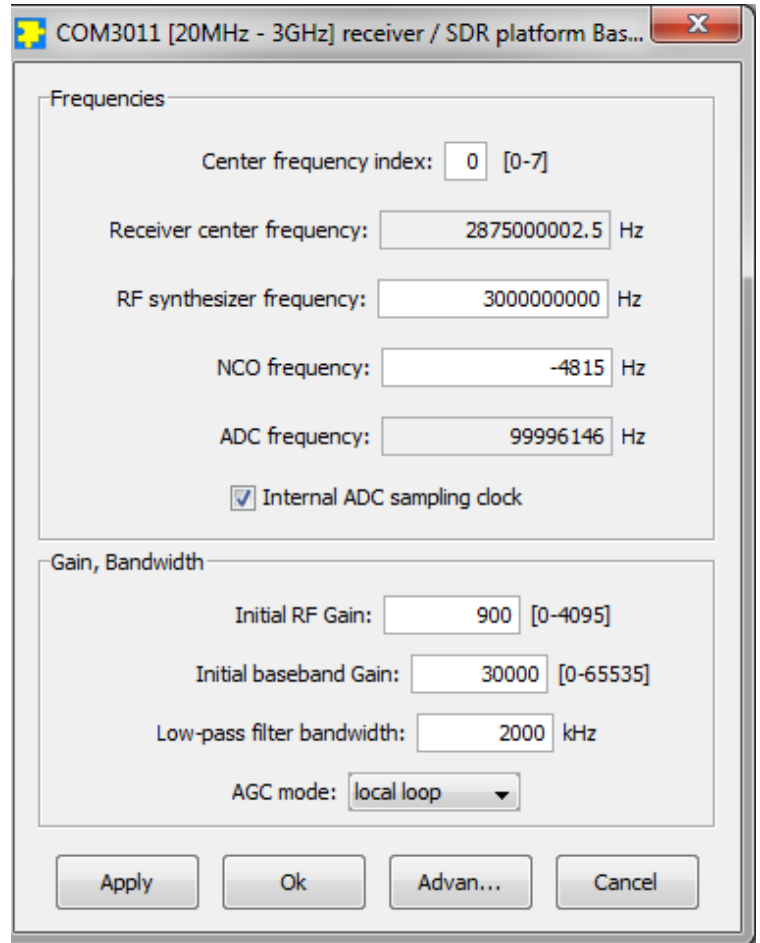 COM3011 [20MHz - 3GHz] receiver / SDR platform Bas...
Frequencies
Center frequency index: 0 [0-7]
Receiver center frequency: 2875000002.5 Hz
RF synthesizer frequency: 3000000000 Hz
NCO frequency: -4815 Hz
ADC frequency: 99996146 Hz
Internal ADC sampling clock
Gain, Bandwidth
Initial RF Gain: 900 [0-4095]
Initial baseband Gain: 30000 [0-65535]
Low-pass filter bandwidth: 2000 kHz
AGC mode: local loop
Apply Ok Advan... Cancel